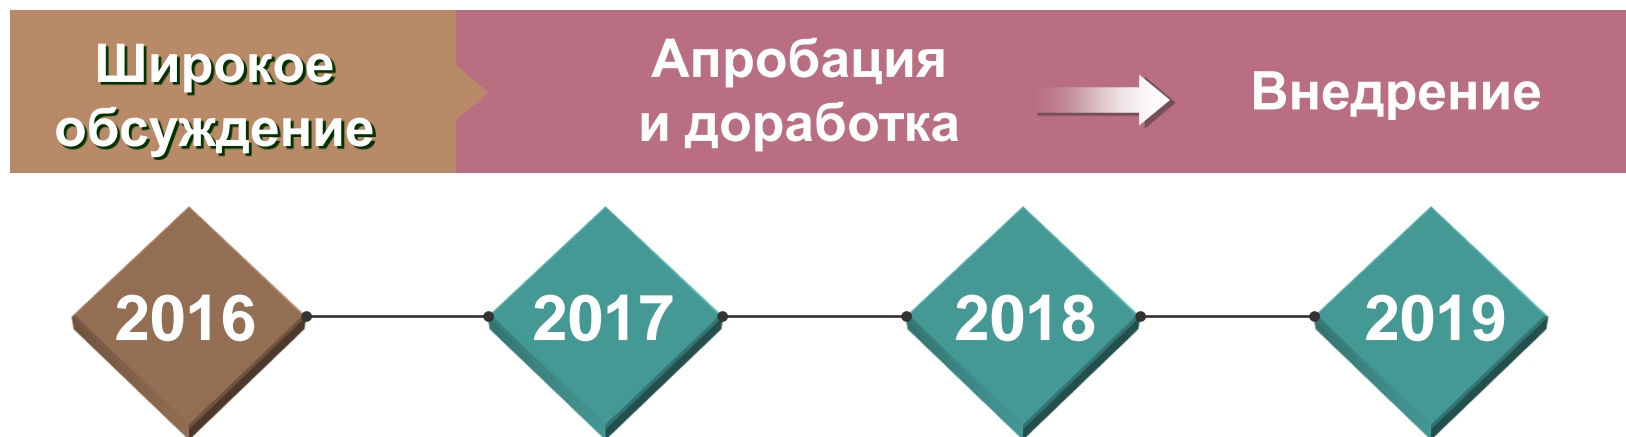 Широкое
обсуждение
Апробация
и доработка
Внедрение
2016
2017
2018
2019